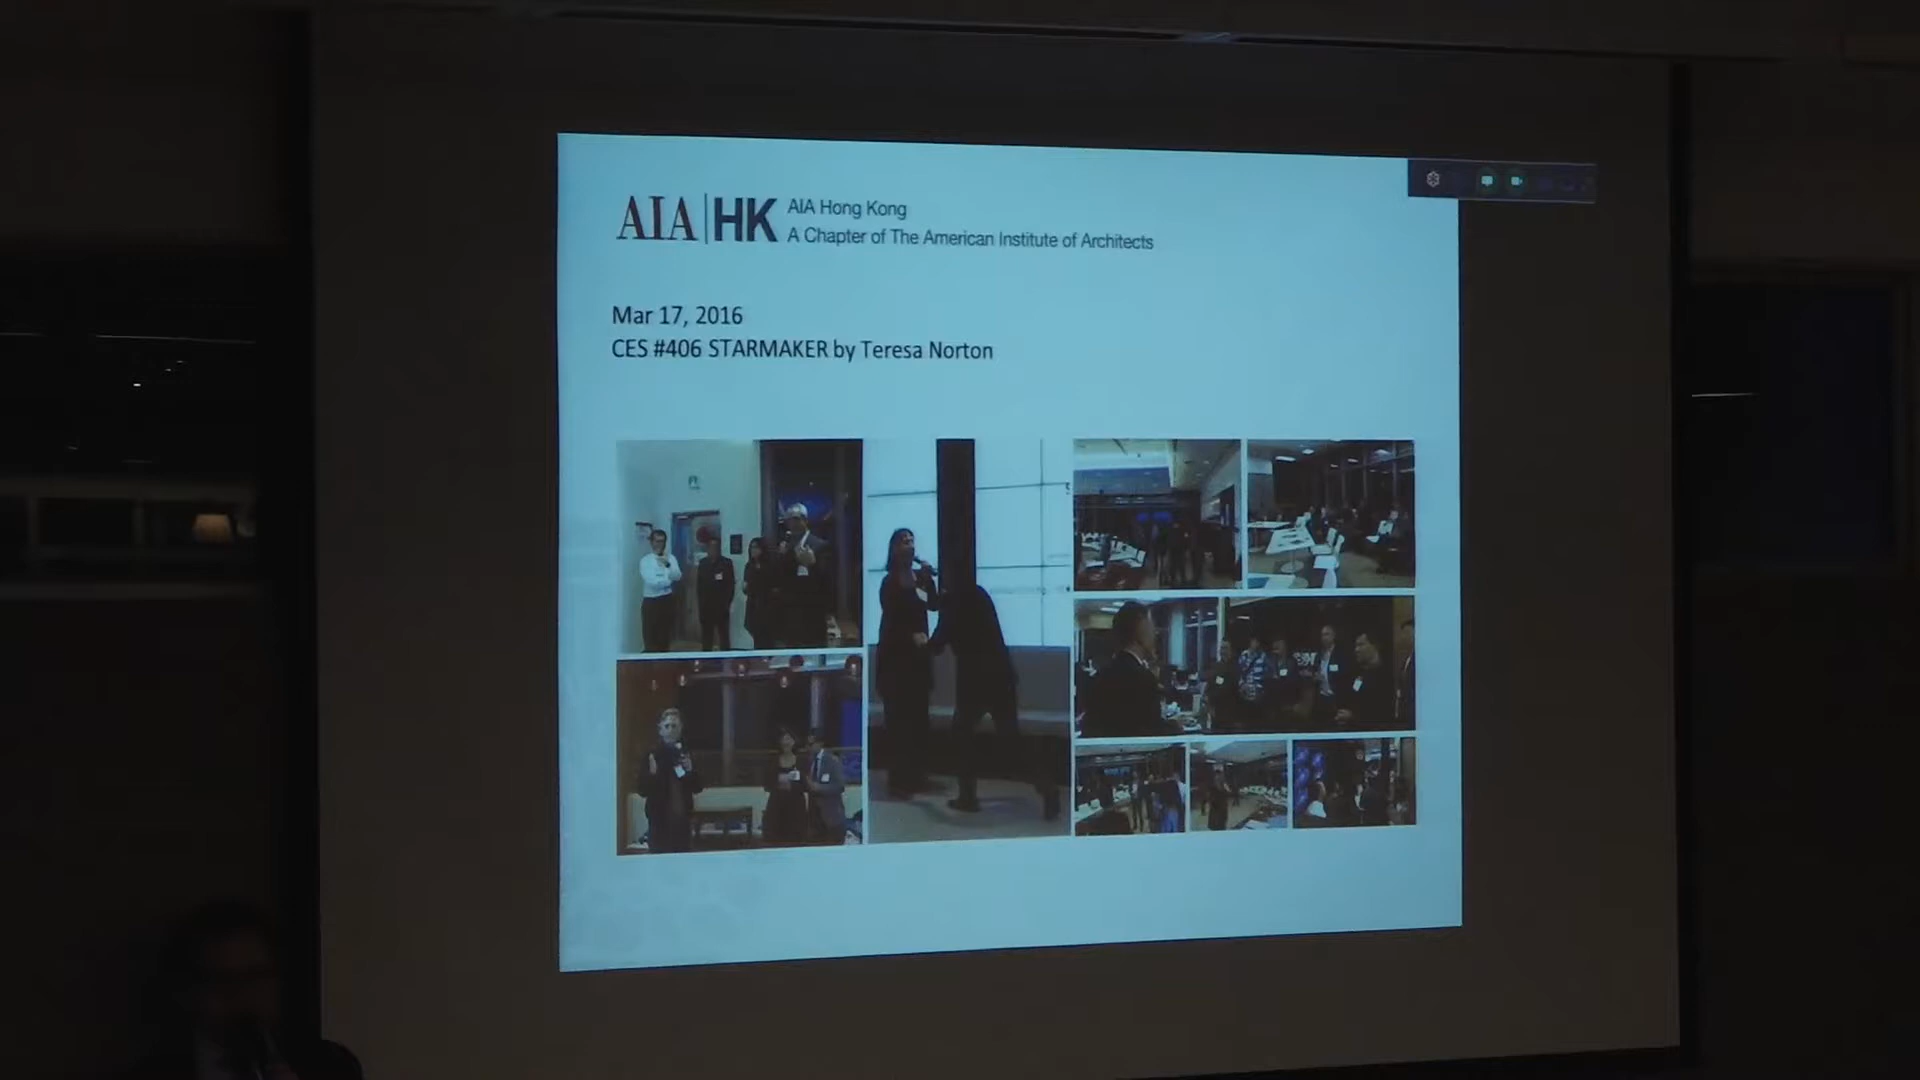 AIA|HK
AIA Hong Kong
A Chapter of The American Institute of Architects
Mar 17, 2016
CES #406 STARMAKER by Teresa Norton